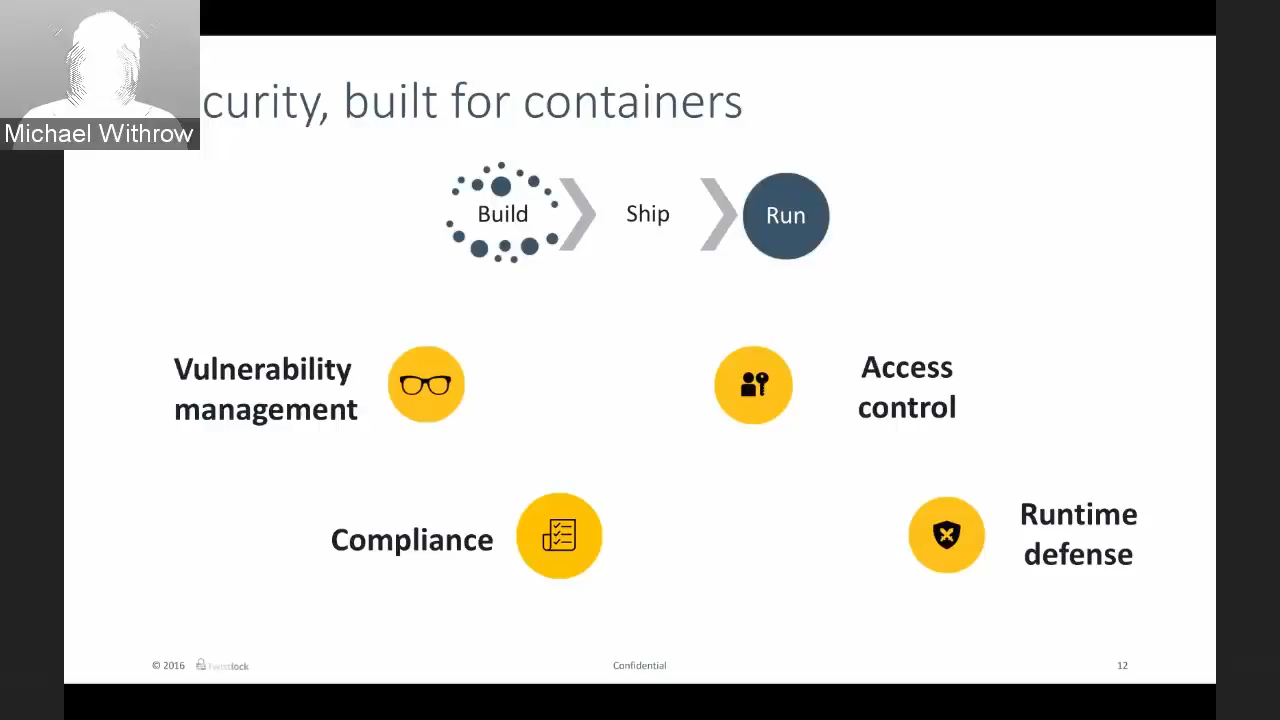 Michael Withrow
curity, built for containers
Build
Ship
Run
Vulnerability
management
Access
control
Compliance
Runtime
defense
© 2016
Twistlock
Confidential
12